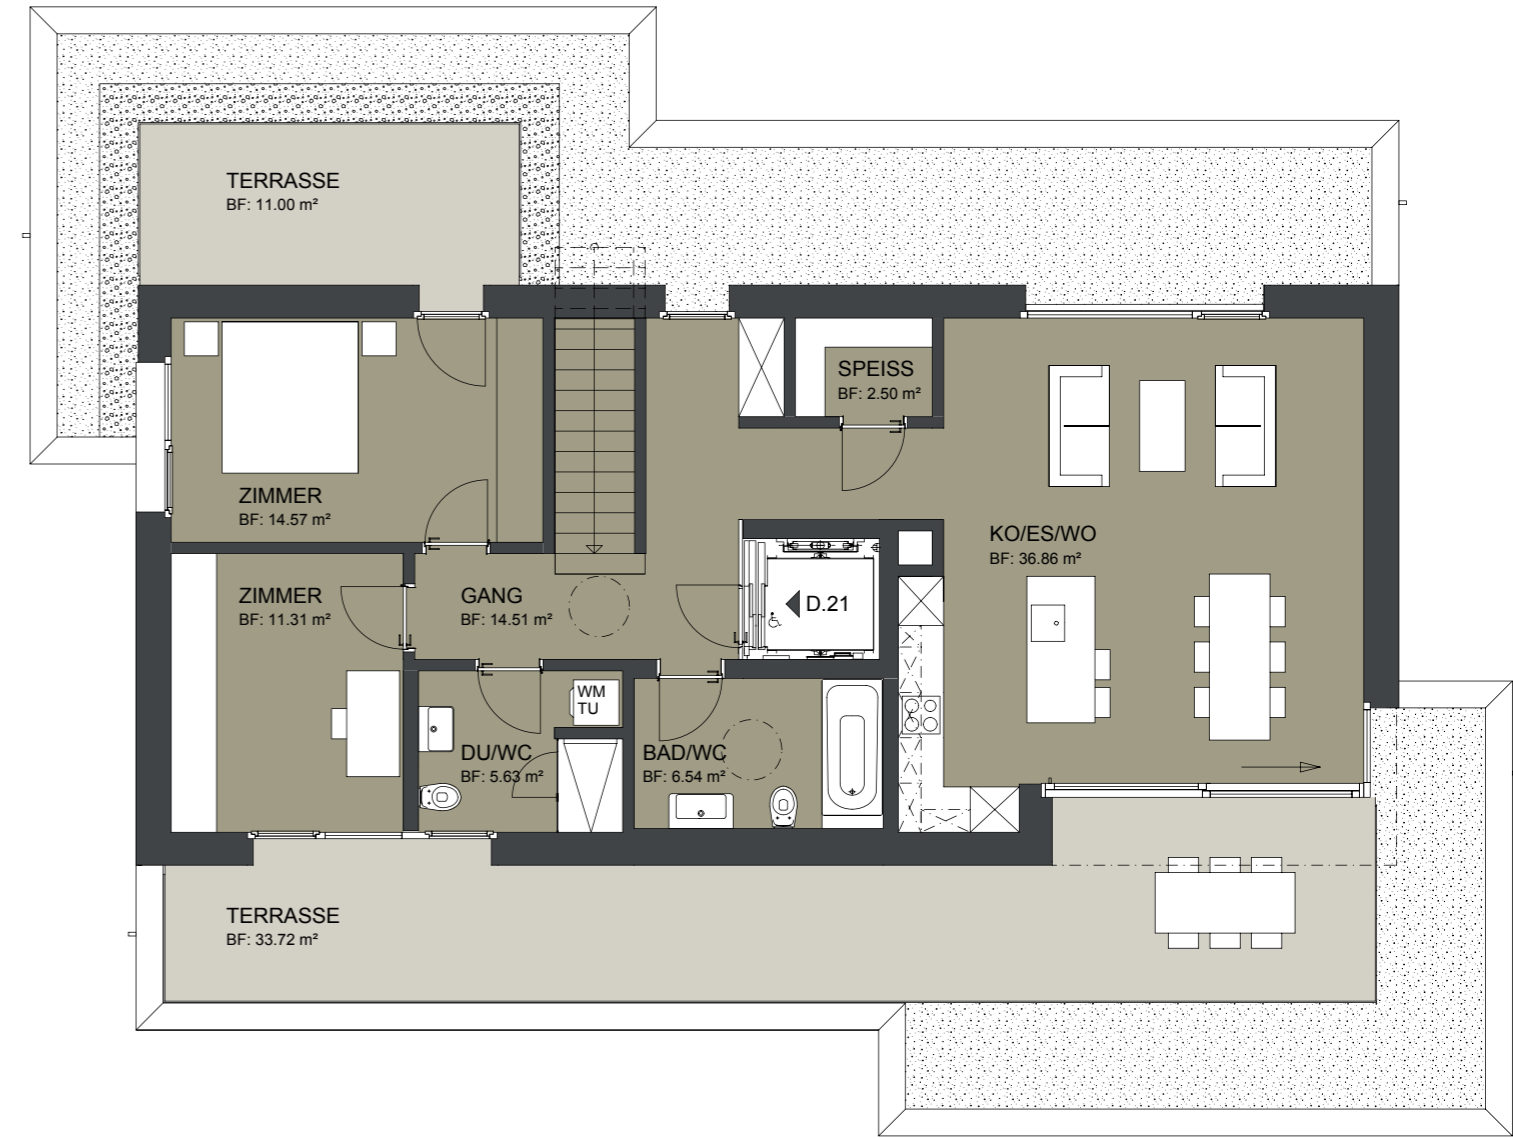 TERRASSE
BF: 11.00 m²
SPEISS
BF: 2.50 m²
ZIMMER
BF: 14.57 m²
KO/ES/WO
BF: 36.86 m²
ZIMMER
BF: 11.31 m²
GANG
BF: 14.51 m²
D.21
WM
TU
DU/WC
BF: 5.63 m²
BAD/WC
BF: 6.54 m²
TERRASSE
BF: 33.72 m²